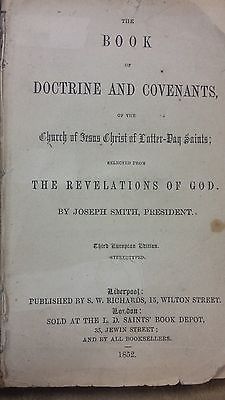 THE
BOOK
OF
DOCTRINE AND COVENANTS,
OF THE
Church of Jesus Christ of Latter-Day Saints;
SELECTED FROM
THE REVELATIONS OF GOD.
BY JOSEPH SMITH, PRESIDENT.
Third European Edition.
STEREOTYPED.
Liverpool:
PUBLISHED BY S. W. RICHARDS, 15, WILTON STREET.
London:
SOLD AT THE L. D. SAINTS' BOOK DEPOT,
35, JEWIN STREET;
AND BY ALL BOOKSELLERS.
1852.